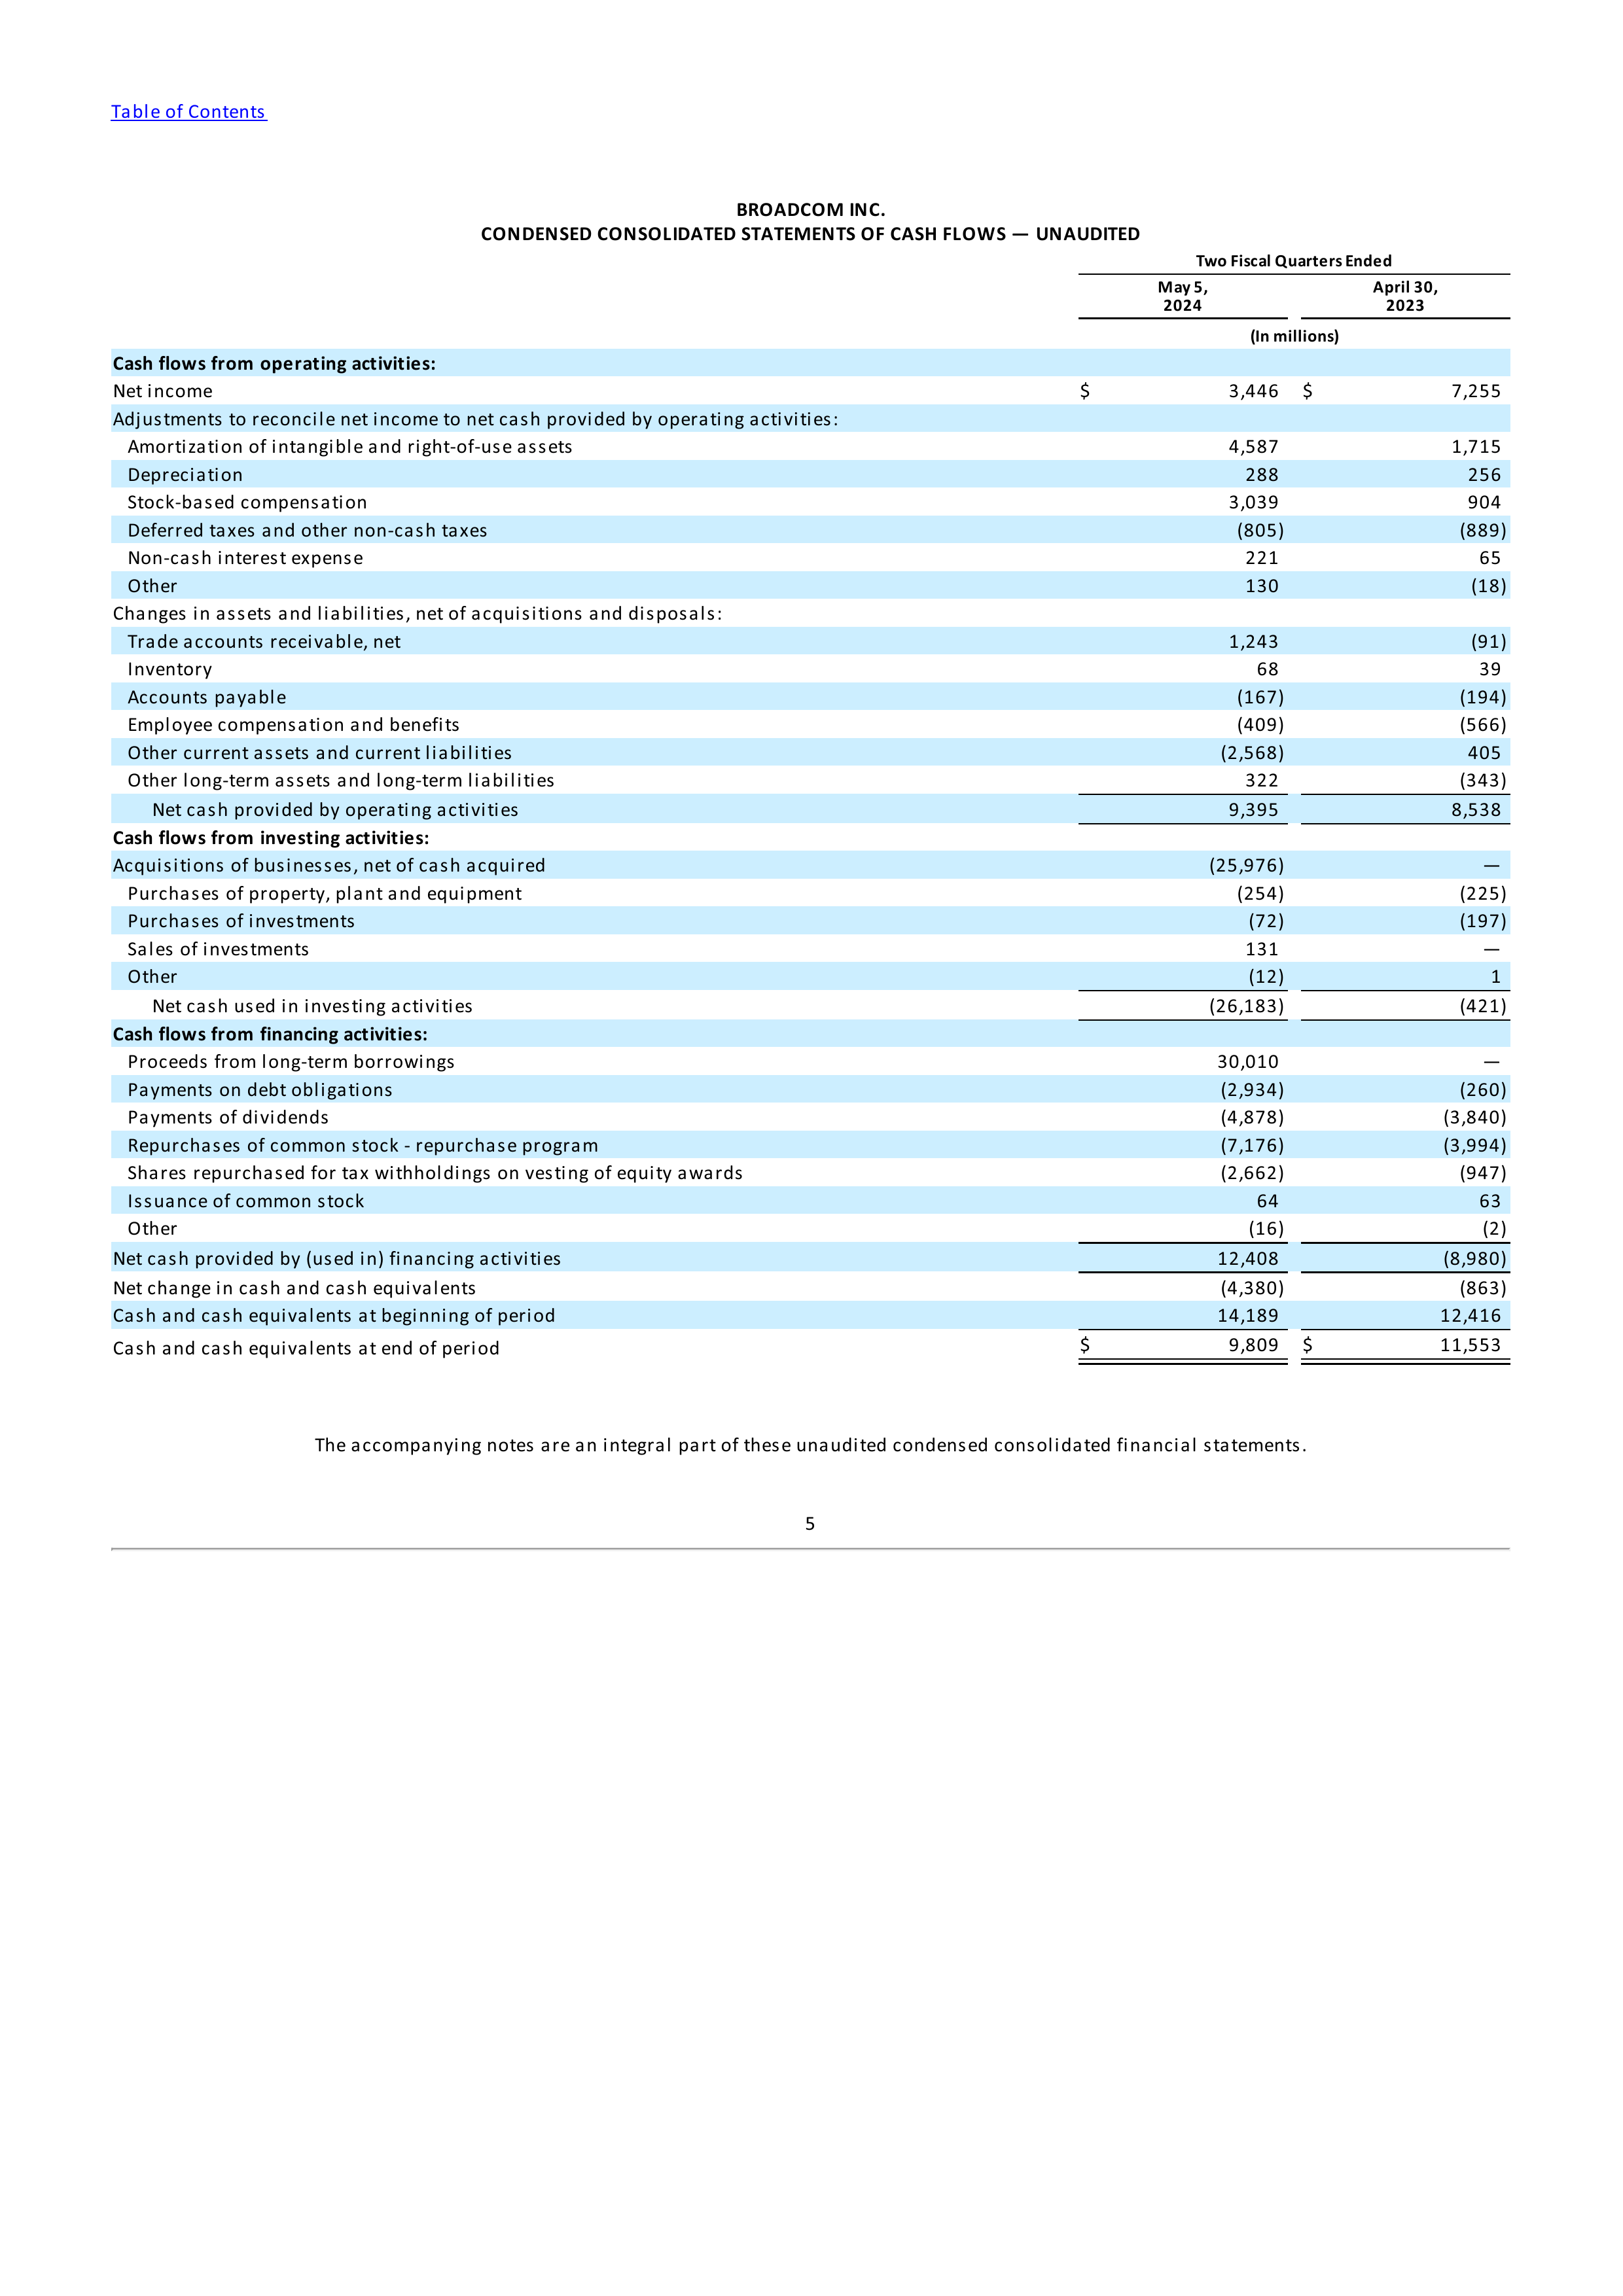 Table of Contents
BROADCOM INC.
CONDENSED CONSOLIDATED STATEMENTS OF CASH FLOWS — UNAUDITED
Two Fiscal Quarters Ended
May 5, 2024 April 30, 2023
(In millions)
Cash flows from operating activities:
Net income $ 3,446 $ 7,255
Adjustments to reconcile net income to net cash provided by operating activities:
Amortization of intangible and right-of-use assets 4,587 1,715
Depreciation 288 256
Stock-based compensation 3,039 904
Deferred taxes and other non-cash taxes (805) (889)
Non-cash interest expense 221 65
Other 130 (18)
Changes in assets and liabilities, net of acquisitions and disposals:
Trade accounts receivable, net 1,243 (91)
Inventory 68 39
Accounts payable (167) (194)
Employee compensation and benefits (409) (566)
Other current assets and current liabilities (2,568) 405
Other long-term assets and long-term liabilities 322 (343)
Net cash provided by operating activities 9,395 8,538
Cash flows from investing activities:
Acquisitions of businesses, net of cash acquired (25,976) —
Purchases of property, plant and equipment (254) (225)
Purchases of investments (72) (197)
Sales of investments 131 —
Other (12) 1
Net cash used in investing activities (26,183) (421)
Cash flows from financing activities:
Proceeds from long-term borrowings 30,010 —
Payments on debt obligations (2,934) (260)
Payments of dividends (4,878) (3,840)
Repurchases of common stock - repurchase program (7,176) (3,994)
Shares repurchased for tax withholdings on vesting of equity awards (2,662) (947)
Issuance of common stock 64 63
Other (16) (2)
Net cash provided by (used in) financing activities 12,408 (8,980)
Net change in cash and cash equivalents (4,380) (863)
Cash and cash equivalents at beginning of period 14,189 12,416
Cash and cash equivalents at end of period $ 9,809 $ 11,553
The accompanying notes are an integral part of these unaudited condensed consolidated financial statements.
5